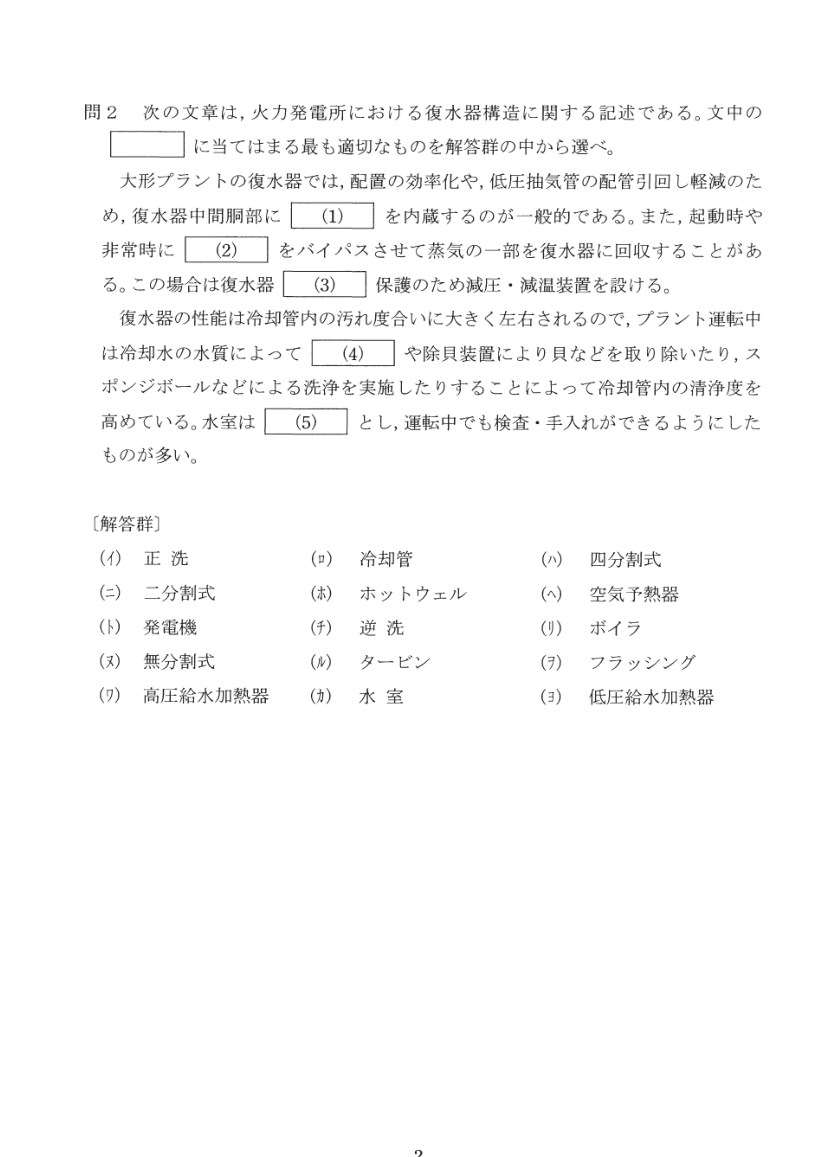 問2　次の文章は,火力発電所における復水器構造に関する記述である。文中の
に当てはまる最も適切なものを解答群の中から選べ。
大形プラントの復水器では,配置の効率化や,低圧抽気管の配管引回し軽減のた
め,復水器中間胴部に (1) を内蔵するのが一般的である。また,起動時や
非常時に (2) をバイパスさせて蒸気の一部を復水器に回収することがあ
る。この場合は復水器 (3) 保護のため減圧・減温装置を設ける。
復水器の性能は冷却管内の汚れ度合いに大きく左右されるので,プラント運転中
は冷却水の水質によって (4) や除貝装置により貝などを取り除いたり,ス
ポンジボールなどによる洗浄を実施したりすることによって冷却管内の清浄度を
高めている。水室は (5) とし,運転中でも検査・手入れができるようにした
ものが多い。
〔解答群〕
(イ) 正 洗 (ロ) 冷却管 (ハ) 四分割式
(ニ) 二分割式 (ホ) ホットウェル (ヘ) 空気予熱器
(ト) 発電機 (チ) 逆 洗 (リ) ボイラ
(ヌ) 無分割式 (ル) タービン (ヲ) フラッシング
(ワ) 高圧給水加熱器 (カ) 水 室 (ヨ) 低圧給水加熱器
2